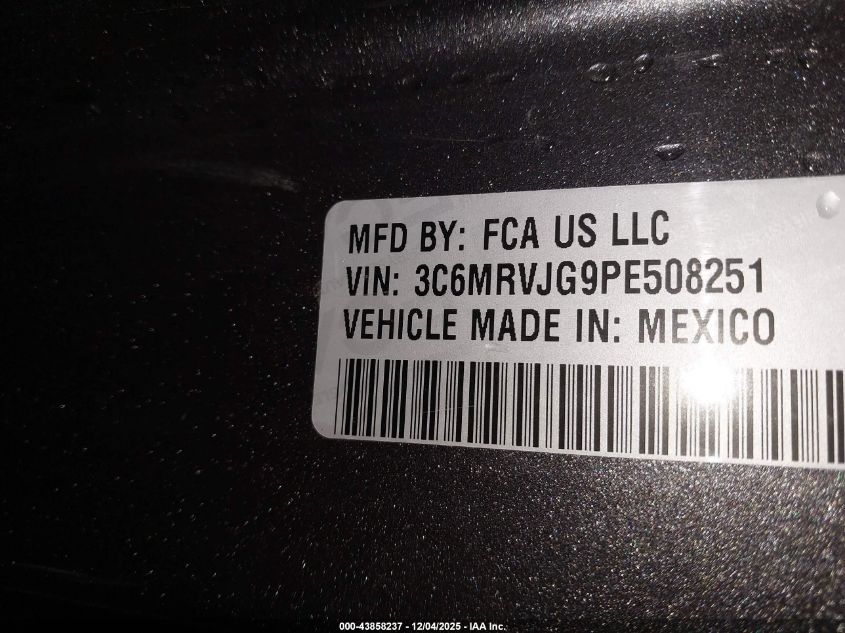 MFD BY: FCA US LLC
VIN: 3C6MRVJG9PE508251
VEHICLE MADE IN: MEXICO
000-43858237 - 12/04/2025 - IAA Inc.